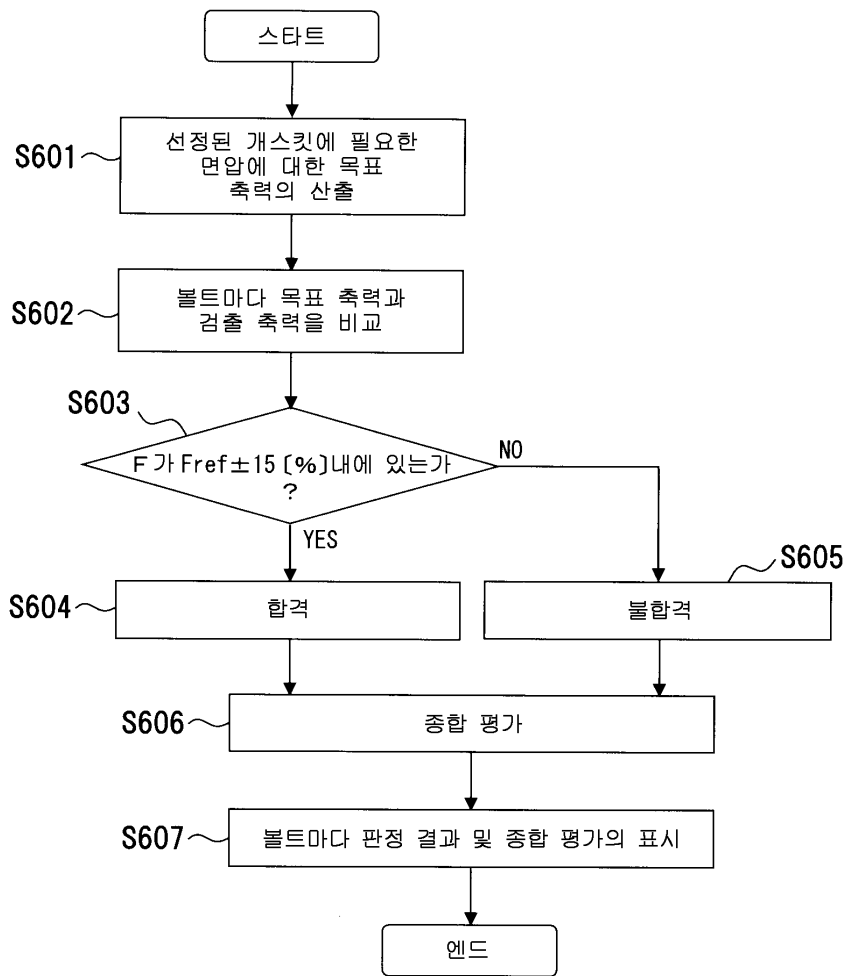 스타트
S601
선정된 개스킷에 필요한
면압에 대한 목표
축력의 산출
S602
볼트마다 목표 축력과
검출 축력을 비교
S603
F가 Fref±15 [%]내에 있는가
?
NO
YES
S604
합격
S605
불합격
S606
종합 평가
S607
볼트마다 판정 결과 및 종합 평가의 표시
엔드